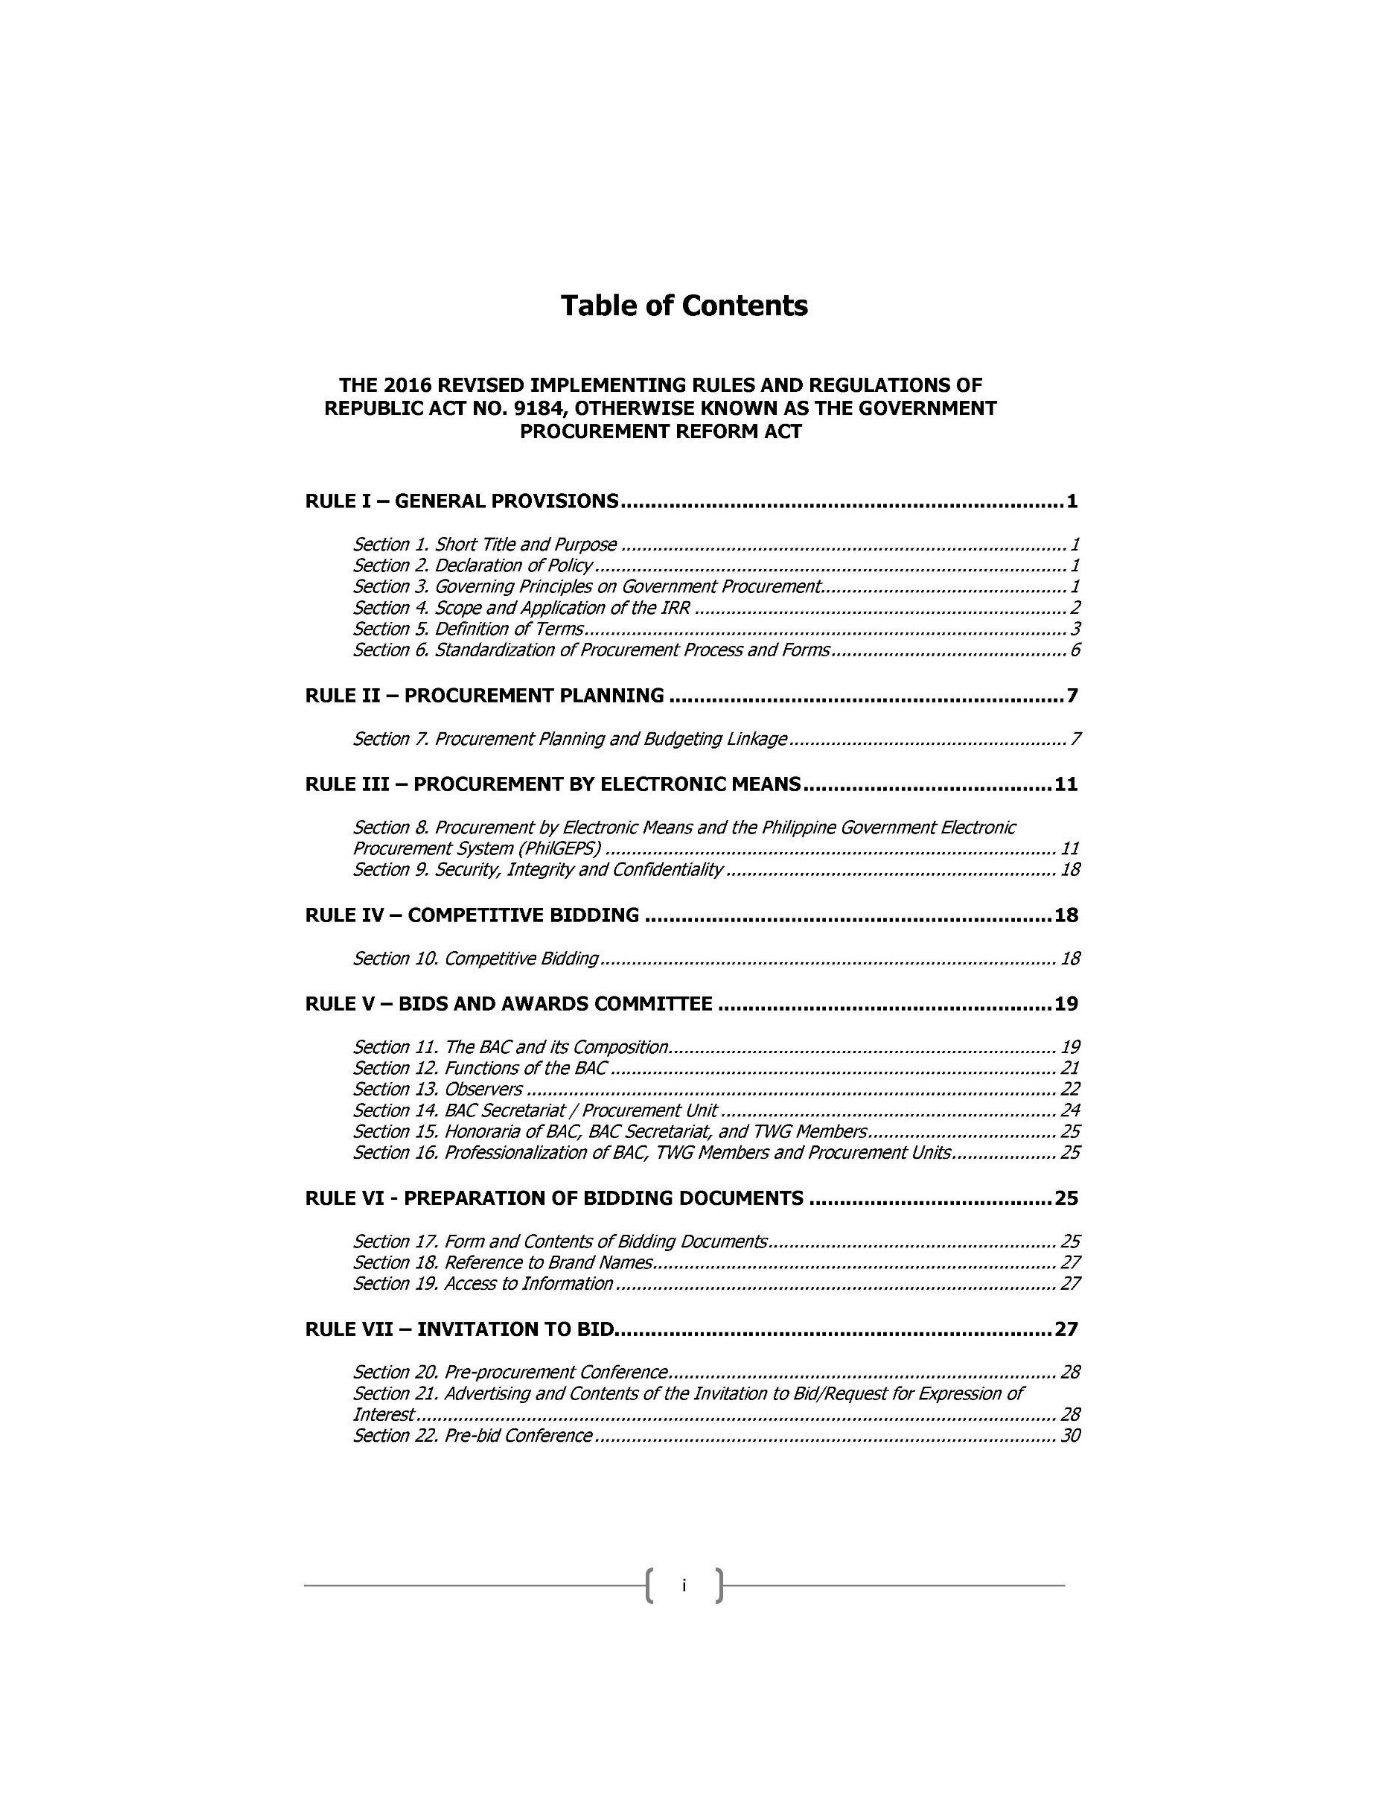 Table of Contents
THE 2016 REVISED IMPLEMENTING RULES AND REGULATIONS OF
REPUBLIC ACT NO. 9184, OTHERWISE KNOWN AS THE GOVERNMENT
PROCUREMENT REFORM ACT
RULE I – GENERAL PROVISIONS........................................................................1
Section 1. Short Title and Purpose .....................................................................................1
Section 2. Declaration of Policy..........................................................................................1
Section 3. Governing Principles on Government Procurement...............................................1
Section 4. Scope and Application of the IRR .......................................................................2
Section 5. Definition of Terms............................................................................................3
Section 6. Standardization of Procurement Process and Forms.............................................6
RULE II – PROCUREMENT PLANNING ................................................................7
Section 7. Procurement Planning and Budgeting Linkage.....................................................7
RULE III – PROCUREMENT BY ELECTRONIC MEANS.........................................11
Section 8. Procurement by Electronic Means and the Philippine Government Electronic
Procurement System (PhilGEPS) ......................................................................................11
Section 9. Security, Integrity and Confidentiality ...............................................................18
RULE IV – COMPETITIVE BIDDING ..................................................................18
Section 10. Competitive Bidding.......................................................................................18
RULE V – BIDS AND AWARDS COMMITTEE ......................................................19
Section 11. The BAC and its Composition..........................................................................19
Section 12. Functions of the BAC .....................................................................................21
Section 13. Observers .....................................................................................................22
Section 14. BAC Secretariat / Procurement Unit ................................................................24
Section 15. Honoraria of BAC, BAC Secretariat, and TWG Members....................................25
Section 16. Professionalization of BAC, TWG Members and Procurement Units....................25
RULE VI - PREPARATION OF BIDDING DOCUMENTS ........................................25
Section 17. Form and Contents of Bidding Documents.......................................................25
Section 18. Reference to Brand Names.............................................................................27
Section 19. Access to Information ....................................................................................27
RULE VII – INVITATION TO BID.......................................................................27
Section 20. Pre-procurement Conference..........................................................................28
Section 21. Advertising and Contents of the Invitation to Bid/Request for Expression of
Interest..........................................................................................................................28
Section 22. Pre-bid Conference........................................................................................30
i